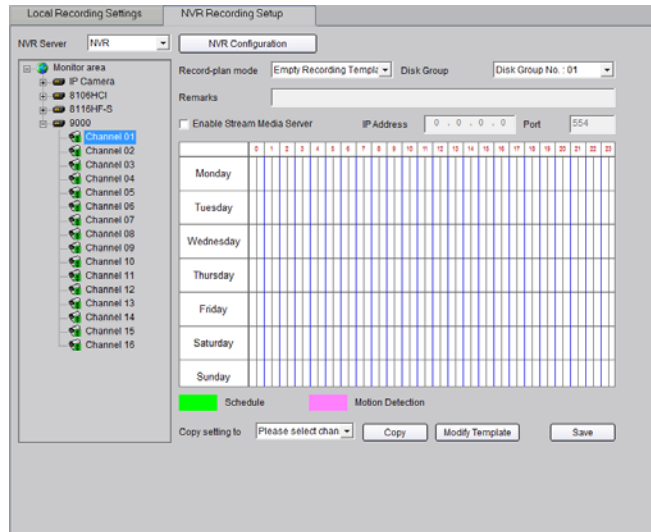 Local Recording Settings NVR Recording Setup
NVR Server NVR NVR Configuration
Monitor area
IP Camera
8106HCI
8116HF-S
9000
Channel 01
Channel 02
Channel 03
Channel 04
Channel 05
Channel 06
Channel 07
Channel 08
Channel 09
Channel 10
Channel 11
Channel 12
Channel 13
Channel 14
Channel 15
Channel 16
Record-plan mode Empty Recording Templa Disk Group Disk Group No. : 01
Remarks
Enable Stream Media Server IP Address 0 . 0 . 0 . 0 Port 554
0 1 2 3 4 5 6 7 8 9 10 11 12 13 14 15 16 17 18 19 20 21 22 23
Monday
Tuesday
Wednesday
Thursday
Friday
Saturday
Sunday
Schedule Motion Detection
Copy setting to Please select chan Copy Modify Template Save